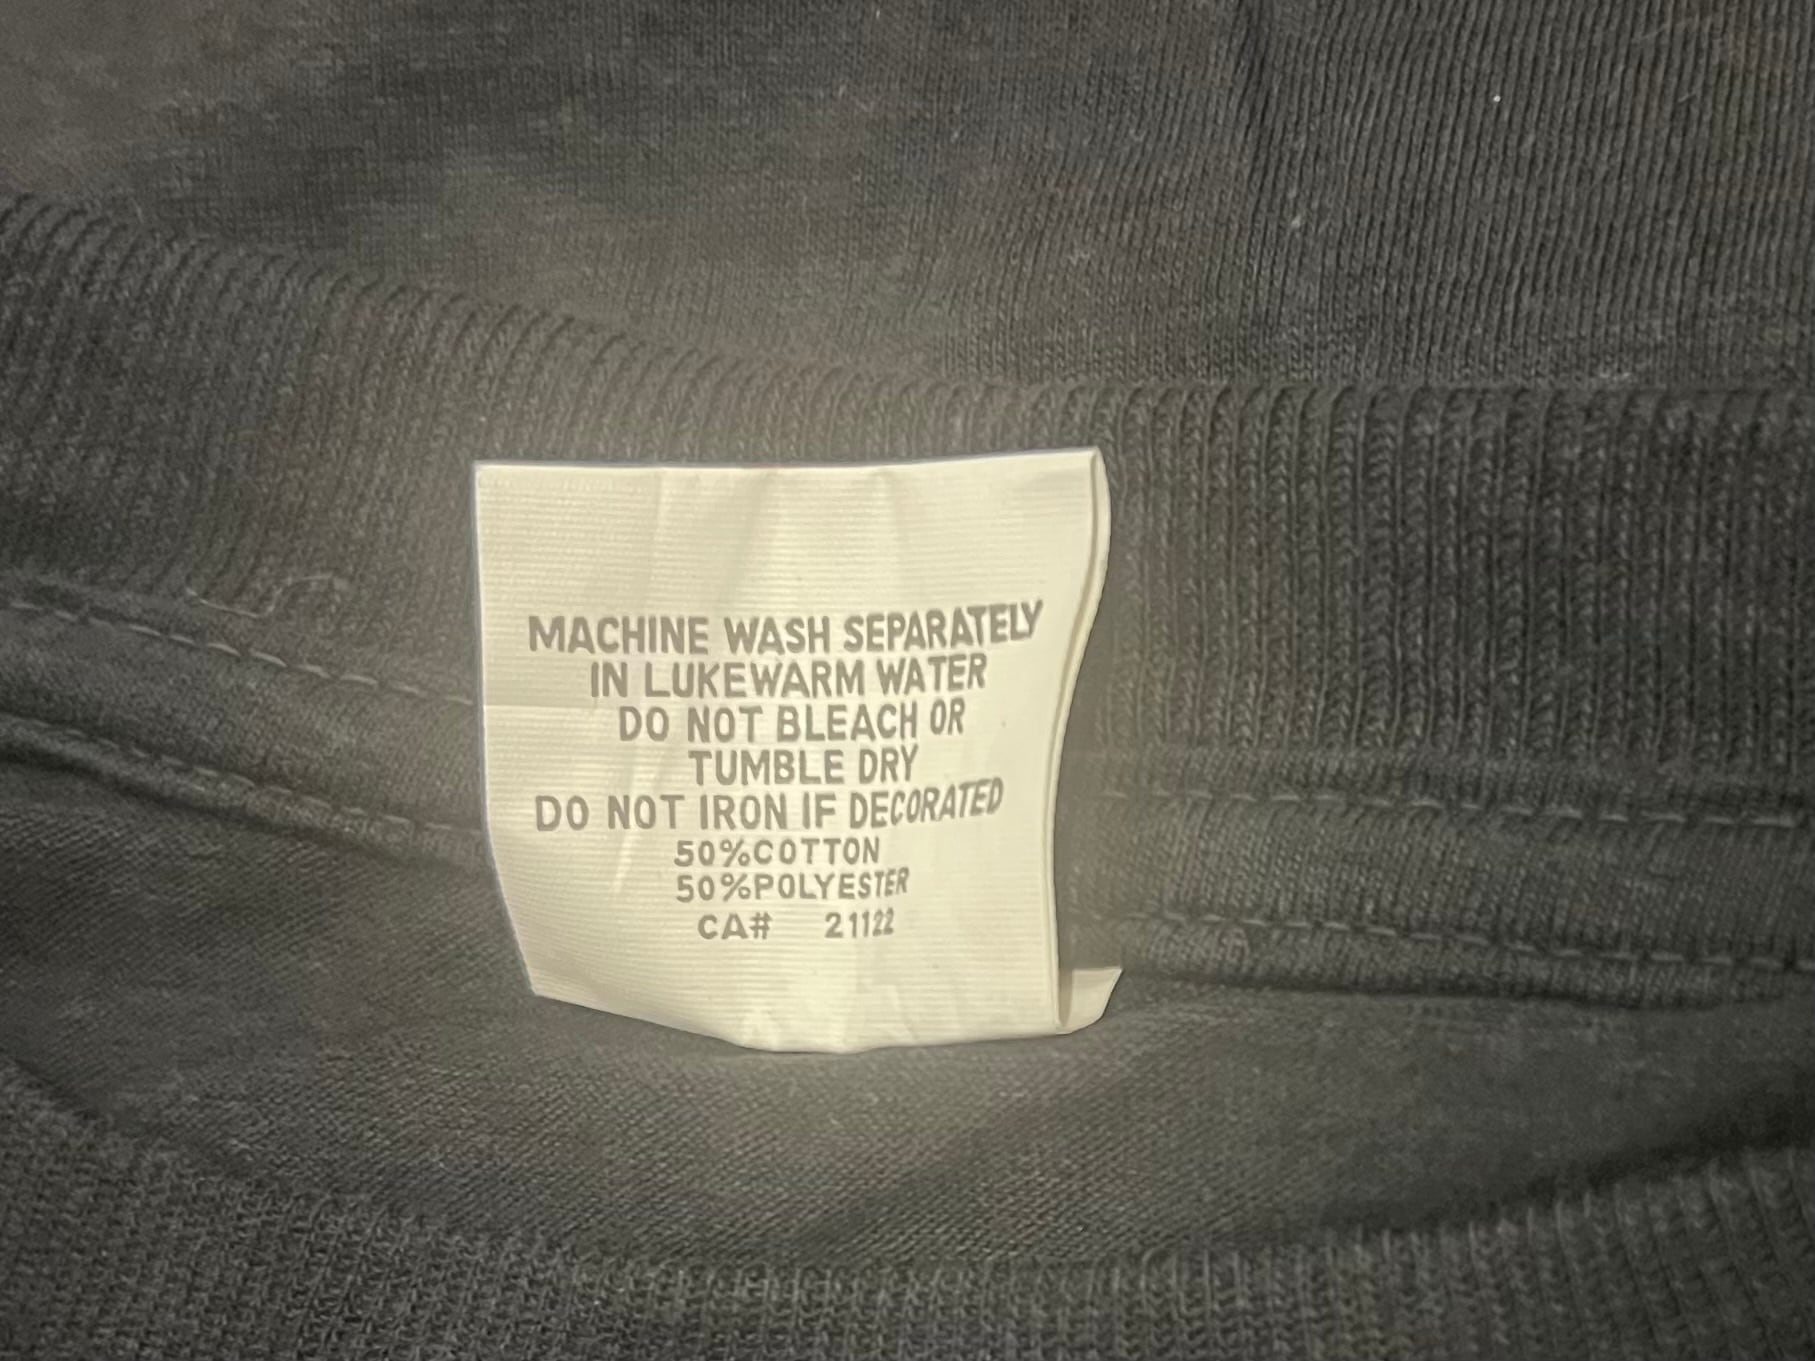 MACHINE WASH SEPARATELY
IN LUKEWARM WATER
DO NOT BLEACH OR
TUMBLE DRY
DO NOT IRON IF DECORATED
50%COTTON
50%POLYESTER
CA# 21122